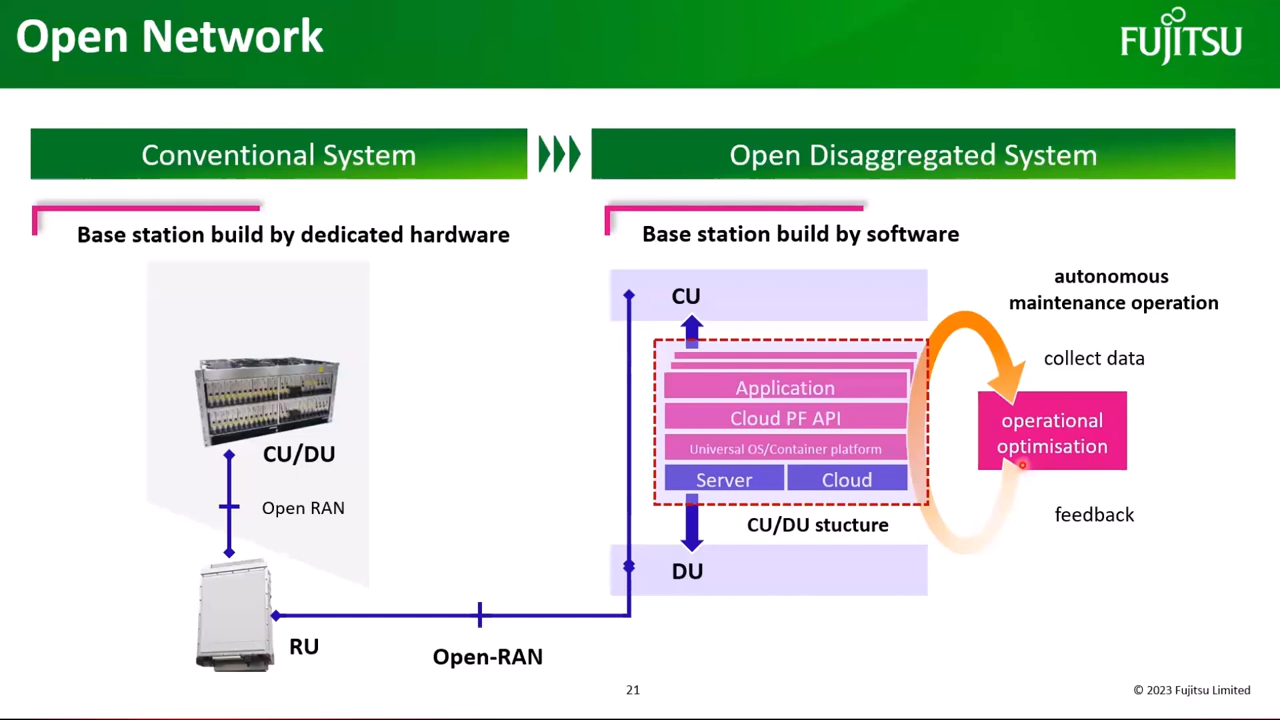 Open Network
FUJITSU
Conventional System
Open Disaggregated System
Base station build by dedicated hardware
CU/DU
Open RAN
RU
Open-RAN
Base station build by software
CU
Application
Cloud PF API
Universal OS/Container platform
Server
Cloud
CU/DU stucture
DU
autonomous
maintenance operation
collect data
operational
optimisation
feedback
21
© 2023 Fujitsu Limited